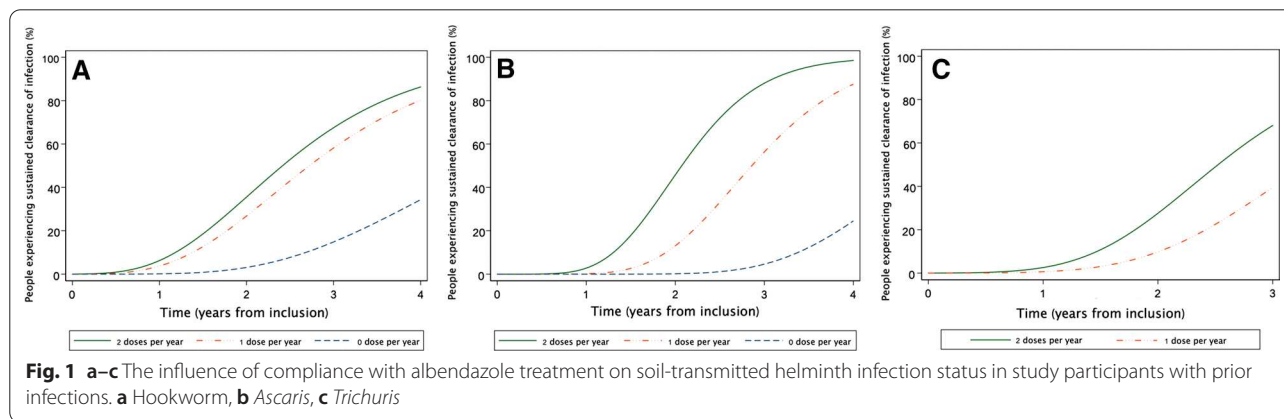 People experiencing sustained clearance of infection (%)
A
100
80
60
40
20
0
0 1 2 3 4
Time (years from inclusion)
2 doses per year 1 dose per year 0 dose per year
People experiencing sustained clearance of infection (%)
B
100
80
60
40
20
0
0 1 2 3 4
Time (years from inclusion)
2 doses per year 1 dose per year 0 dose per year
People experiencing sustained clearance of infection (%)
C
100
80
60
40
20
0
0 1 2 3
Time (years from inclusion)
2 doses per year 1 dose per year
Fig. 1 a–c The influence of compliance with albendazole treatment on soil-transmitted helminth infection status in study participants with prior
infections. a Hookworm, b Ascaris, c Trichuris